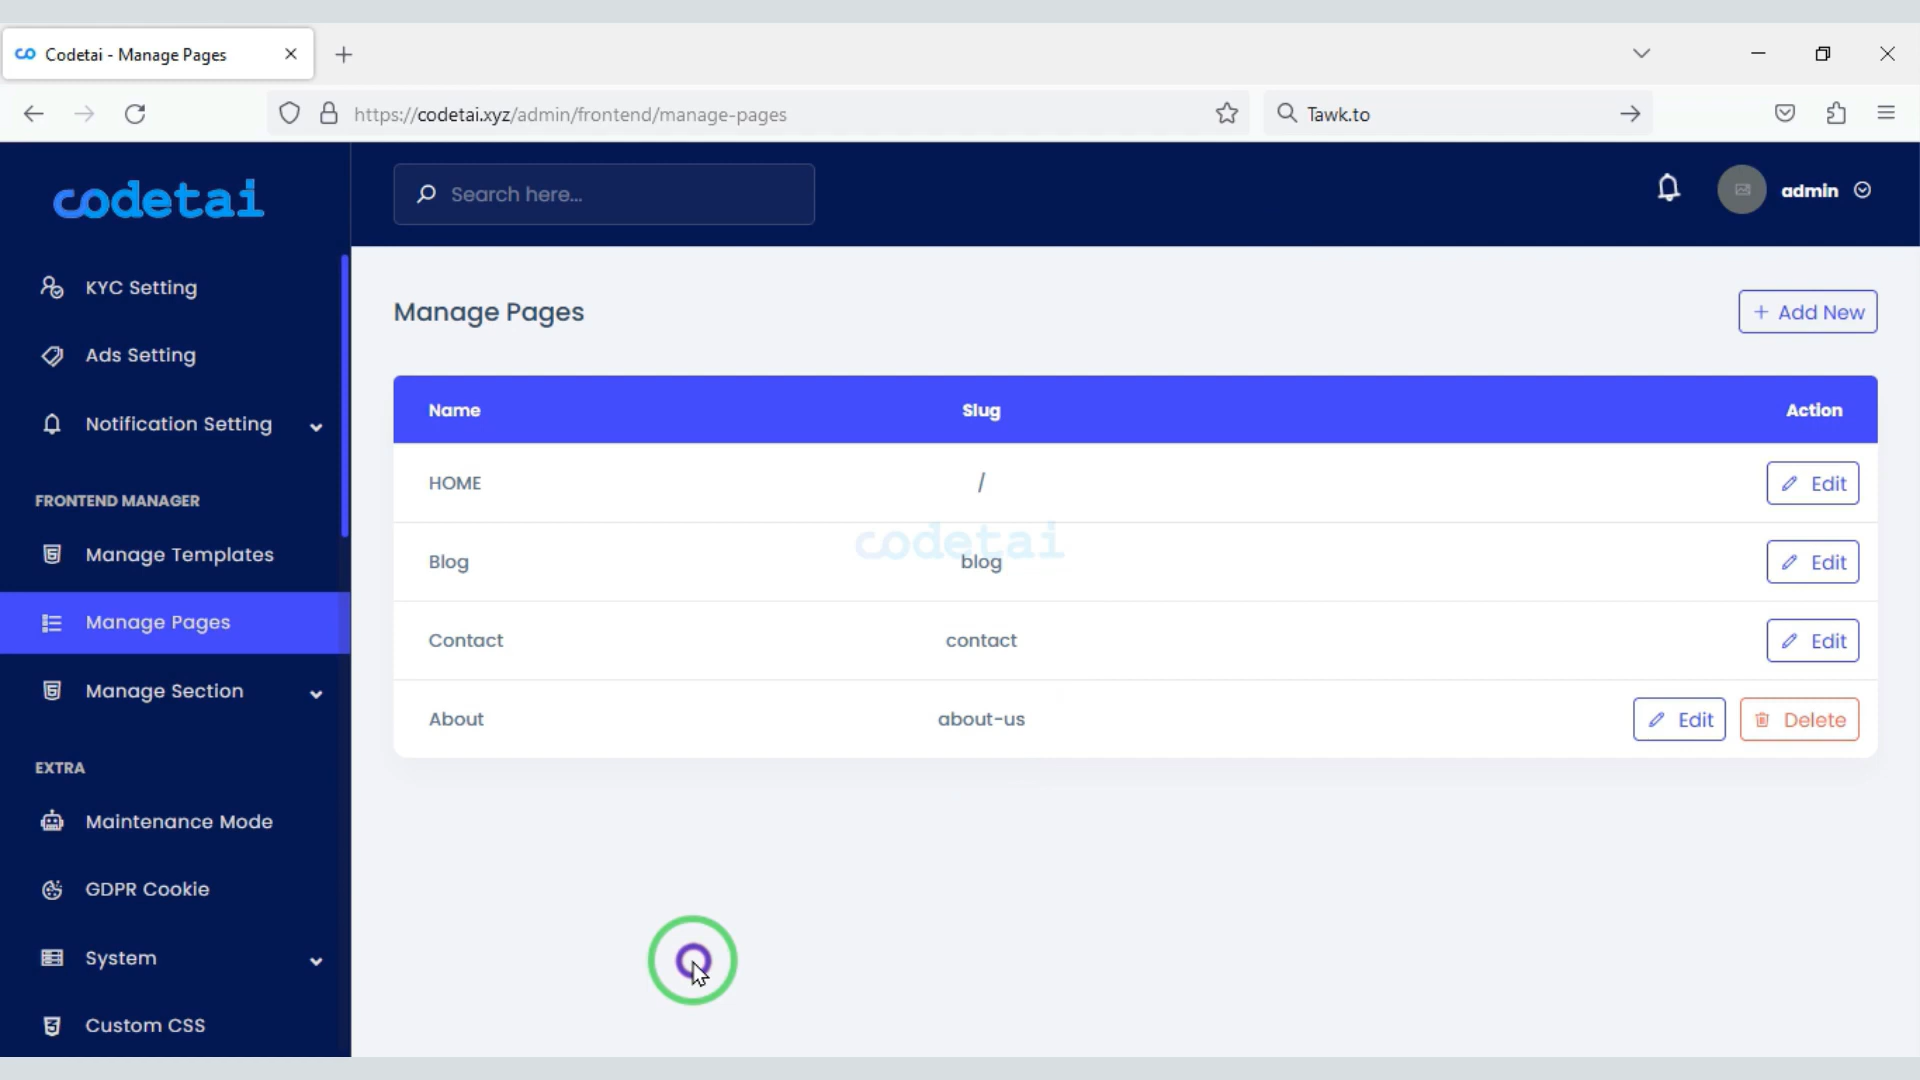 Codetai - Manage Pages
https://codetai.xyz/admin/frontend/manage-pages
Tawk.to
codetai
Search here...
admin
KYC Setting
Ads Setting
Notification Setting
FRONTEND MANAGER
Manage Templates
Manage Pages
Manage Section
EXTRA
Maintenance Mode
GDPR Cookie
System
Custom CSS
Manage Pages
+ Add New
Name Slug Action
HOME / Edit
codetai
Blog blog Edit
Contact contact Edit
About about-us Edit Delete